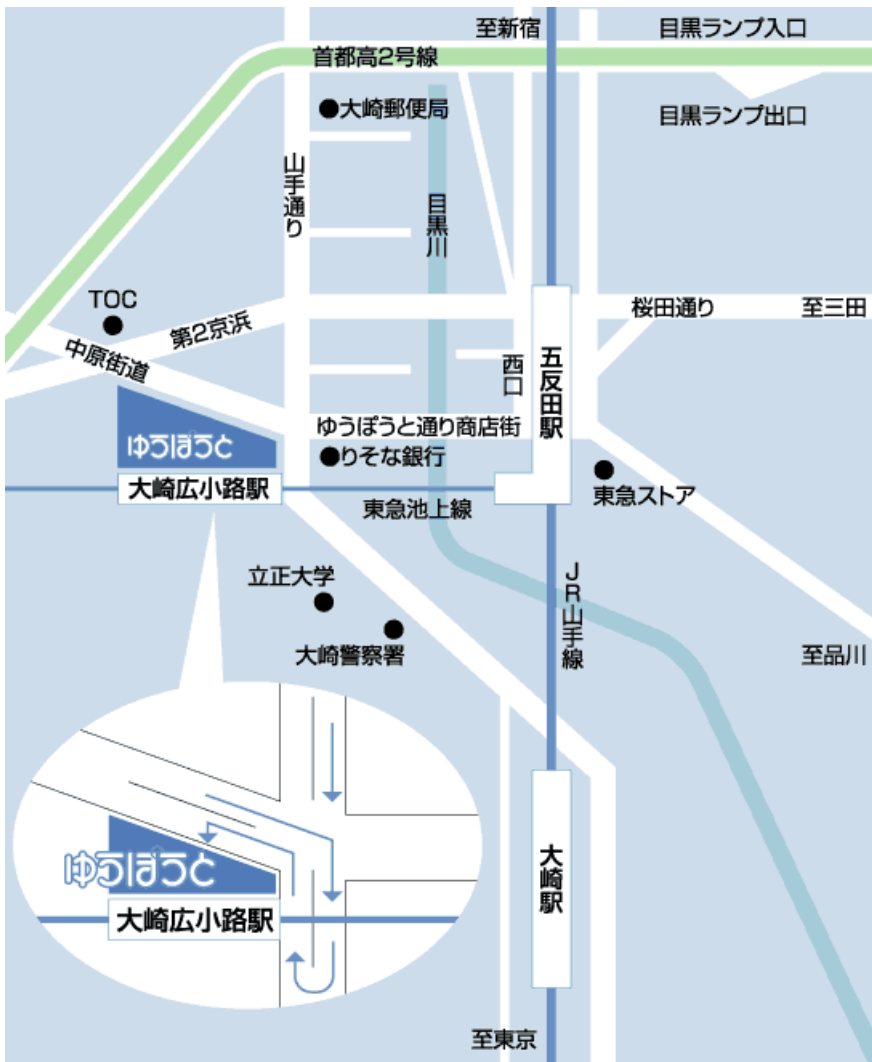 至新宿
目黒ランプ入口
首都高2号線
●大崎郵便局
目黒ランプ出口
山手通り
目黒川
TOC
第2京浜
桜田通り
至三田
中原街道
西口
五反田駅
ゆうぽうと
ゆうぽうと通り商店街
●りそな銀行
大崎広小路駅
東急池上線
東急ストア
立正大学
JR山手線
大崎警察署
至品川
ゆうぽうと
大崎広小路駅
大崎駅
至東京